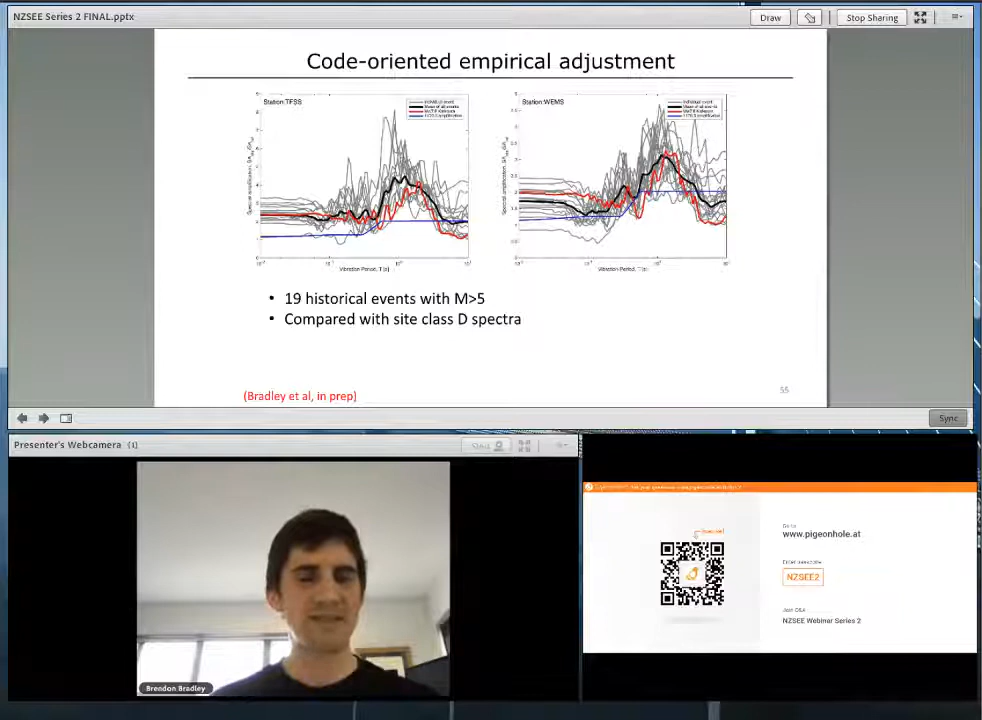 NZSEE Series 2 FINAL.pptx
Draw
Stop Sharing
Code-oriented empirical adjustment
Station:TFSS
Station:WEMS
Vibration Period, T [s]
Vibration Period, T [s]
• 19 historical events with M>5
• Compared with site class D spectra
(Bradley et al, in prep)
55
Sync
Presenter's Webcamera (1)
Brendon Bradley
Go to
www.pigeonhole.at
NZSEE2
Join Q&A
NZSEE Webinar Series 2